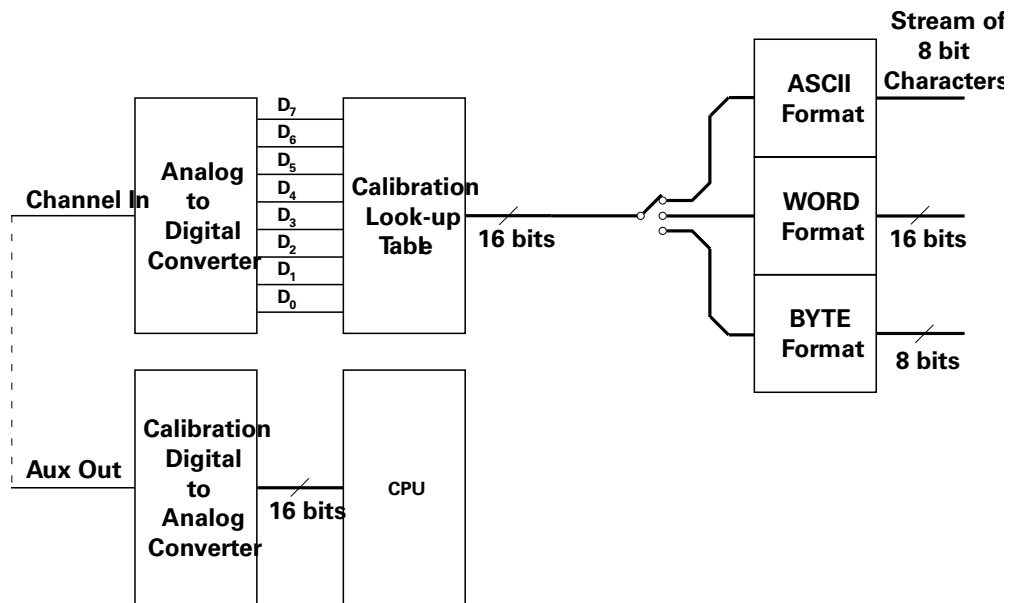 Stream of
8 bit
Characters
ASCII
Format
D7
D6
D5
D4
D3
D2
D1
D0
Analog
to
Digital
Converter
Channel In
Calibration
Look-up
Table
16 bits
WORD
Format
16 bits
BYTE
Format
8 bits
Aux Out
Calibration
Digital
to
Analog
Converter
16 bits
CPU